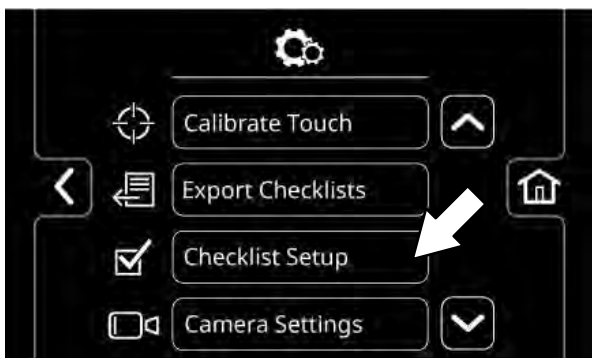 Calibrate Touch
Export Checklists
Checklist Setup
Camera Settings